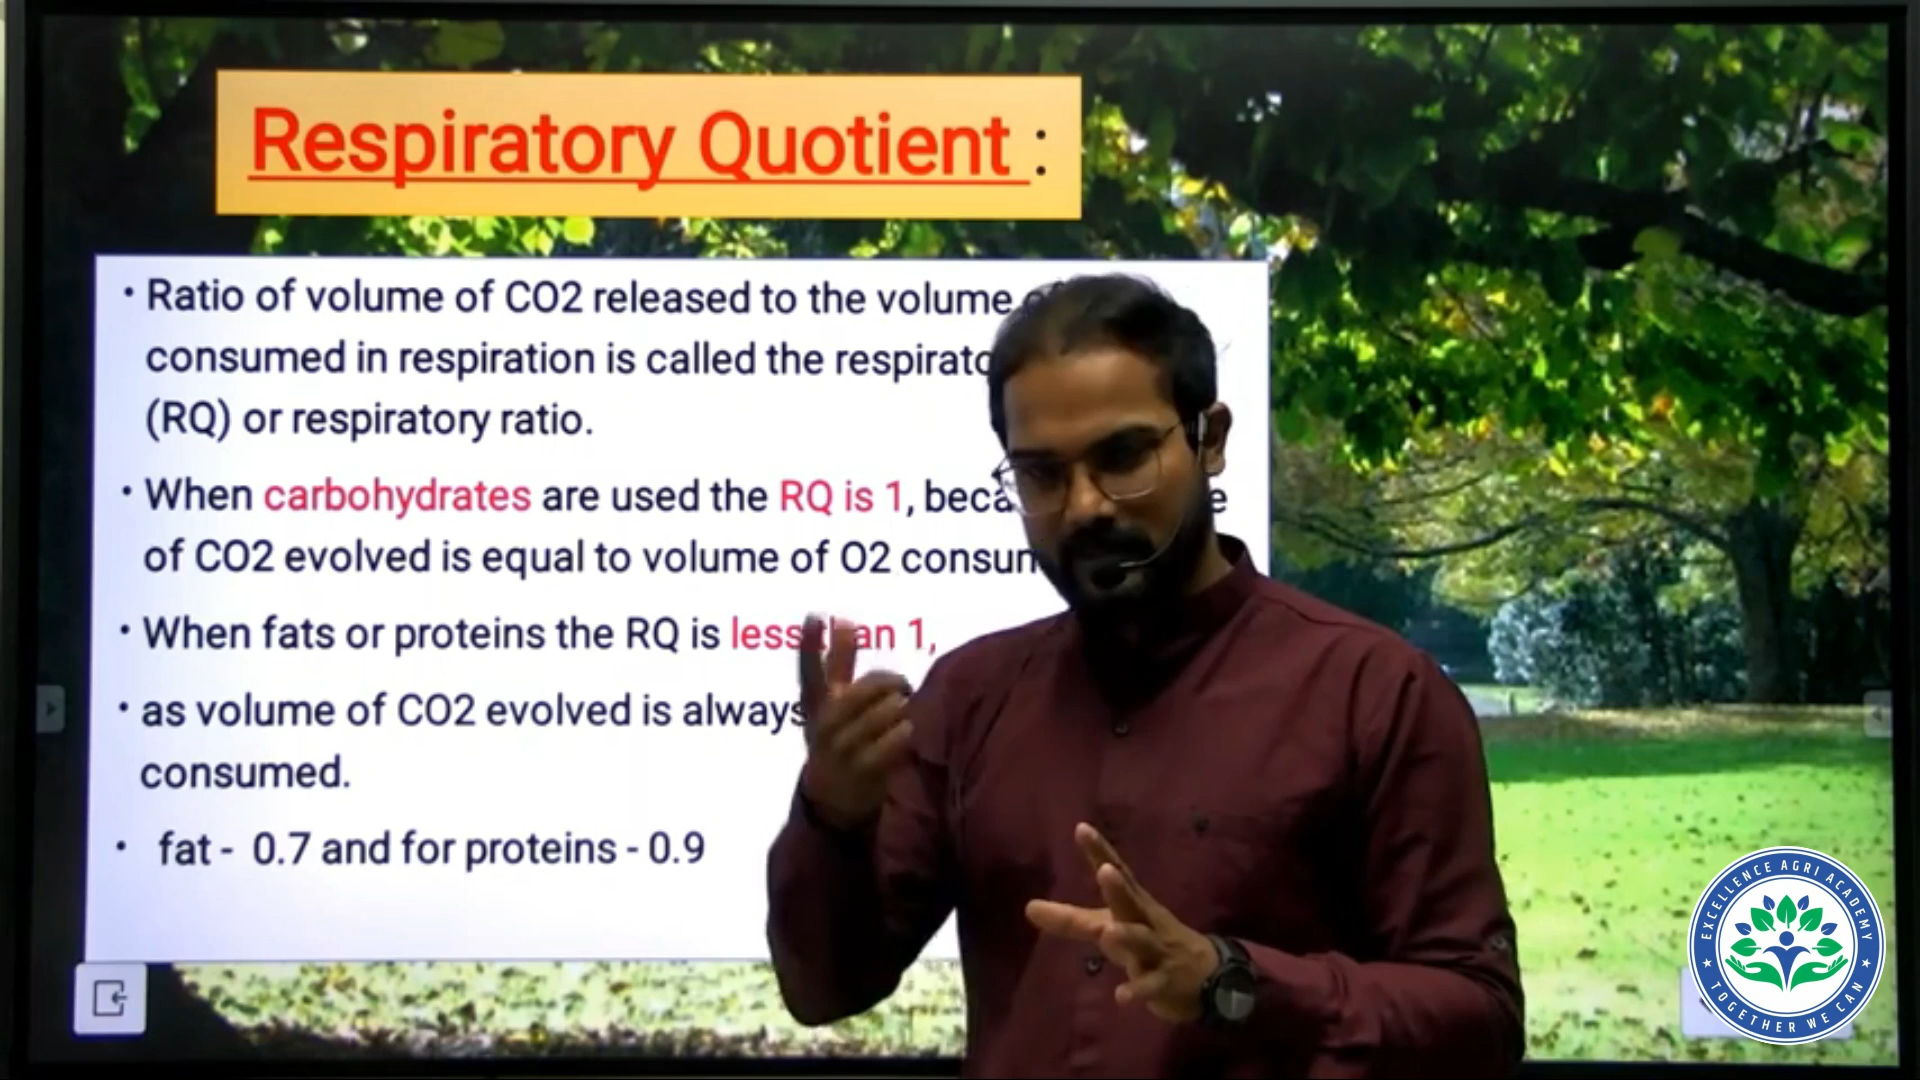 Respiratory Quotient :
• Ratio of volume of CO2 released to the volume
consumed in respiration is called the
(RQ) or respiratory ratio.
• When carbohydrates are used the RQ is 1,
of CO2 evolved is equal to volume of O2
• When fats or proteins the RQ is less than 1,
• as volume of CO2 evolved is always
consumed.
• fat - 0.7 and for proteins - 0.9
EXCELLENCE AGRI ACADEMY
TOGETHER WE CAN